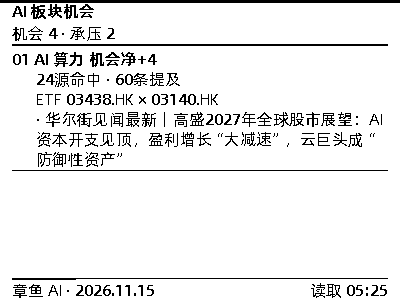 AI 板块机会
机会 4 · 承压 2
01 AI 算力 机会净+4
24源命中 · 60条提及
ETF 03438.HK × 03140.HK
· 华尔街见闻最新｜高盛2027年全球股市展望：AI
资本开支见顶，盈利增长“大减速”，云巨头成“
防御性资产”
章鱼 AI · 2026.11.15
读取 05:25